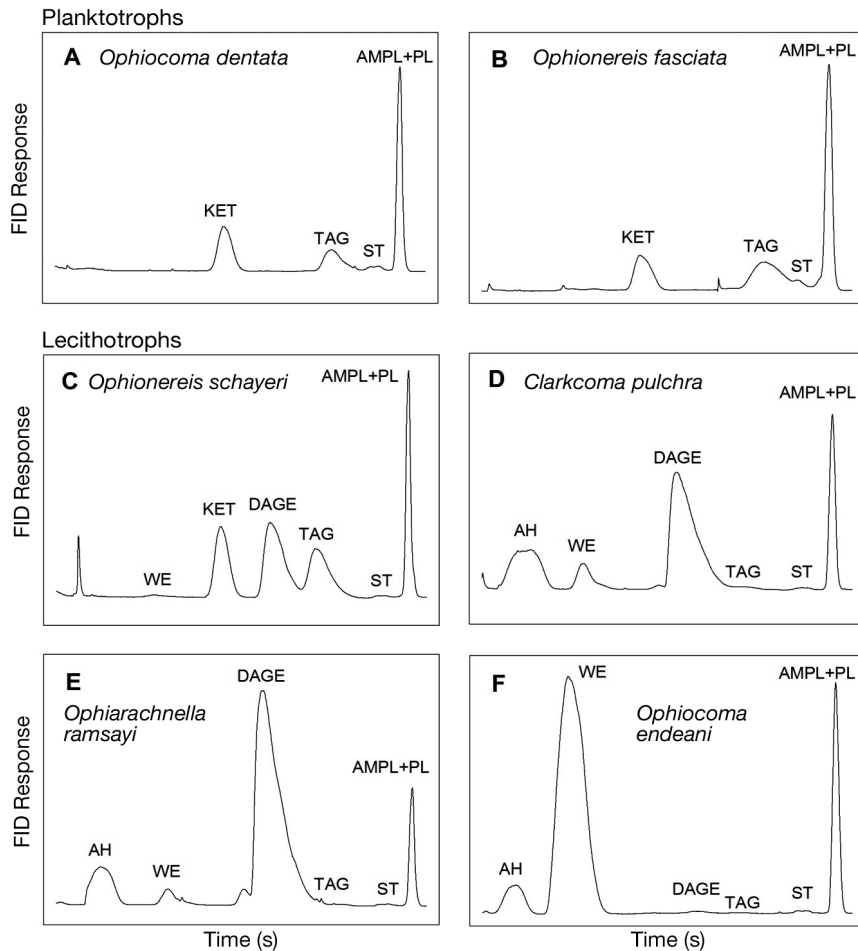 Planktotrophs
A Ophiocoma dentata
AMPL+PL
KET
TAG
ST
FID Response
B Ophionereis fasciata
AMPL+PL
KET
TAG
ST
Lecithotrophs
C Ophionereis schayeri
AMPL+PL
KET
DAGE
TAG
WE
ST
FID Response
D Clarkcoma pulchra
AMPL+PL
DAGE
AH
WE
TAG
ST
E
DAGE
Ophiarachnella
ramsayi
AMPL+PL
AH
WE
TAG
ST
FID Response
Time (s)
F
WE
AMPL+PL
Ophiocoma
endeani
AH
DAGE
TAG
ST
Time (s)